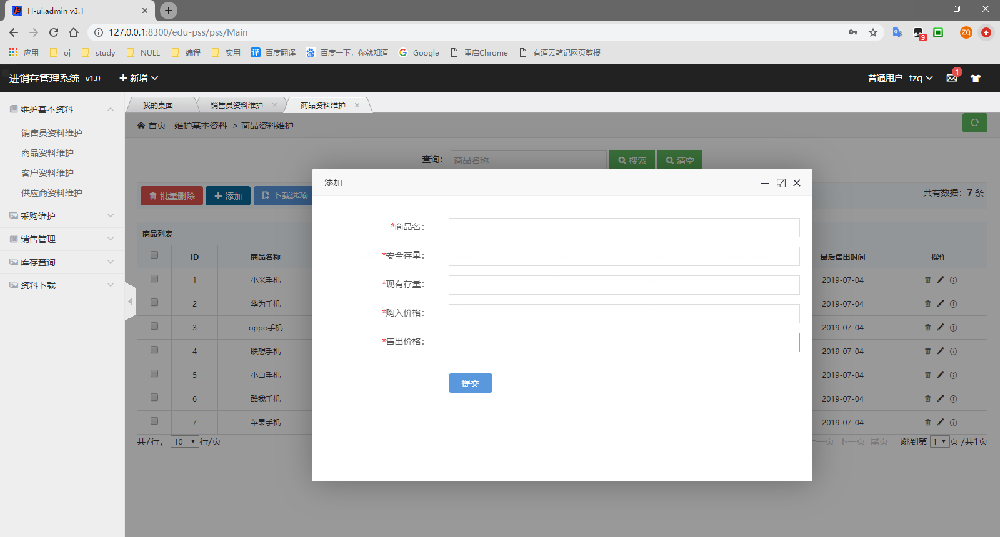 H-ui.admin v3.1
127.0.0.1:8300/edu-pss/pss/Main
9
ZQ
应用 oj study NULL 编程 实用 译 百度翻译 百度一下，你就知道 Google 重启Chrome 有道云笔记网页剪报
进销存管理系统 v1.0 新增 普通用户 tzq 1
维护基本资料
销售员资料维护
商品资料维护
客户资料维护
供应商资料维护
采购维护
销售管理
库存查询
资料下载
我的桌面 销售员资料维护 商品资料维护
首页 维护基本资料 > 商品资料维护
查询： 商品名称 搜索 清空
批量删除 添加 下载选项 共有数据：7 条
商品列表
ID 商品名称 最后售出时间 操作
1 小米手机 2019-07-04
2 华为手机 2019-07-04
3 oppo手机 2019-07-04
4 联想手机 2019-07-04
5 小白手机 2019-07-04
6 酷我手机 2019-07-04
7 苹果手机 2019-07-04
共7行， 10 行/页 上一页 下一页 尾页 跳到第 1 页 /共1页
添加
*商品名：
*安全存量：
*现有存量：
*购入价格：
*售出价格：
提交